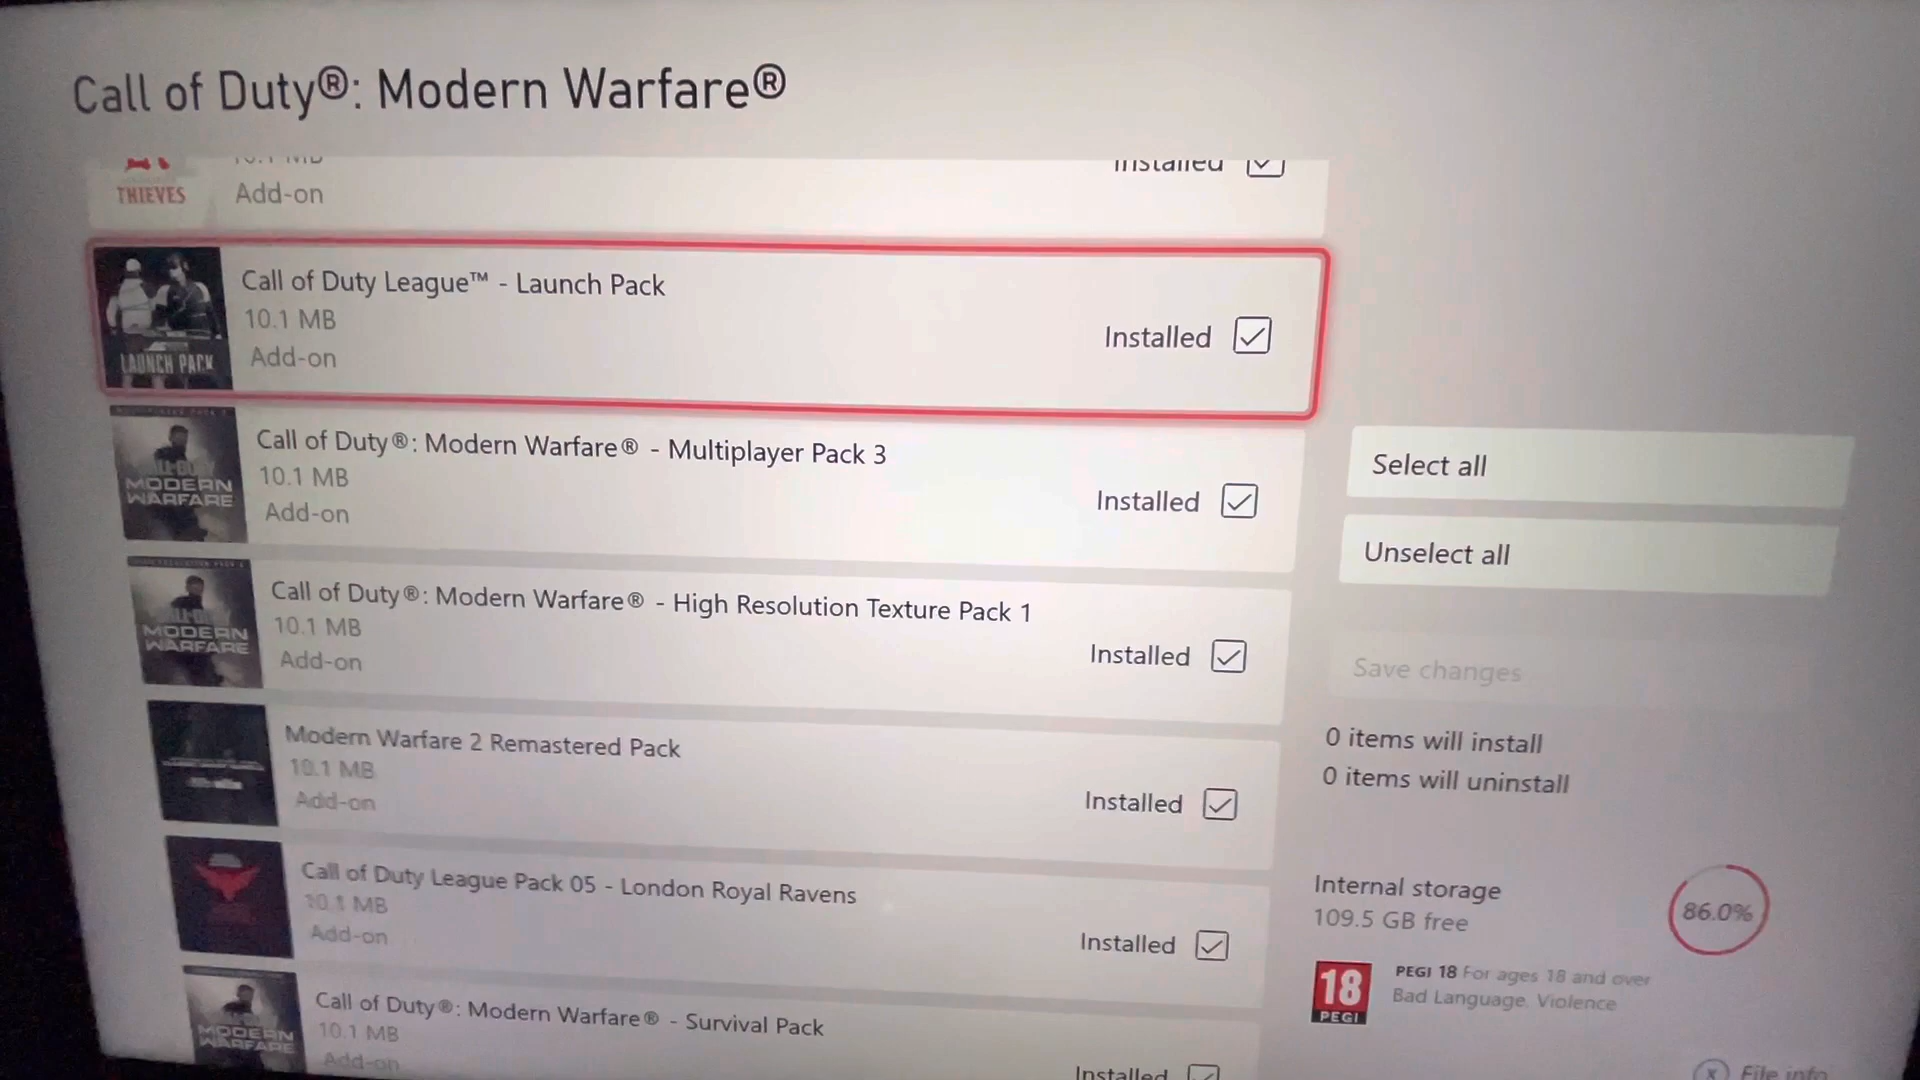 Call of Duty®: Modern Warfare®
10.1 MB
Installed
THIEVES
Add-on
Call of Duty League™ - Launch Pack
10.1 MB
Installed
Add-on
LAUNCH PACK
Call of Duty®: Modern Warfare® - Multiplayer Pack 3
10.1 MB
Installed
Add-on
MODERN
WARFARE
Call of Duty®: Modern Warfare® - High Resolution Texture Pack 1
10.1 MB
Installed
Add-on
MODERN
WARFARE
Modern Warfare 2 Remastered Pack
10.1 MB
Installed
Add-on
Call of Duty League Pack 05 - London Royal Ravens
10.1 MB
Installed
Add-on
Call of Duty®: Modern Warfare® - Survival Pack
10.1 MB
Installed
Add-on
MODERN
WARFARE
Select all
Unselect all
Save changes
0 items will install
0 items will uninstall
Internal storage
109.5 GB free
86.0%
18
PEGI
PEGI 18 For ages 18 and over
Bad Language, Violence
X File info